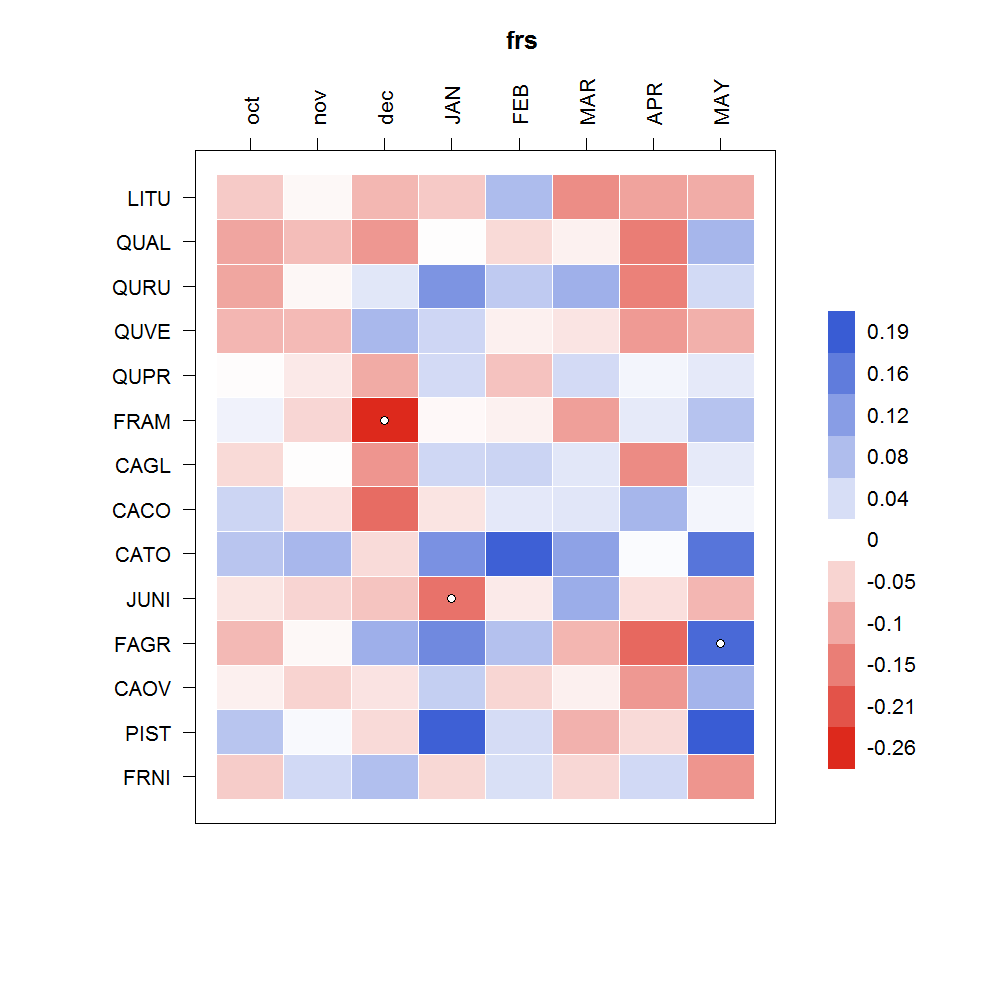 frs
oct nov dec JAN FEB MAR APR MAY
LITU
QUAL
QURU
QUVE
QUPR
FRAM
CAGL
CACO
CATO
JUNI
FAGR
CAOV
PIST
FRNI
0.19
0.16
0.12
0.08
0.04
0
-0.05
-0.1
-0.15
-0.21
-0.26